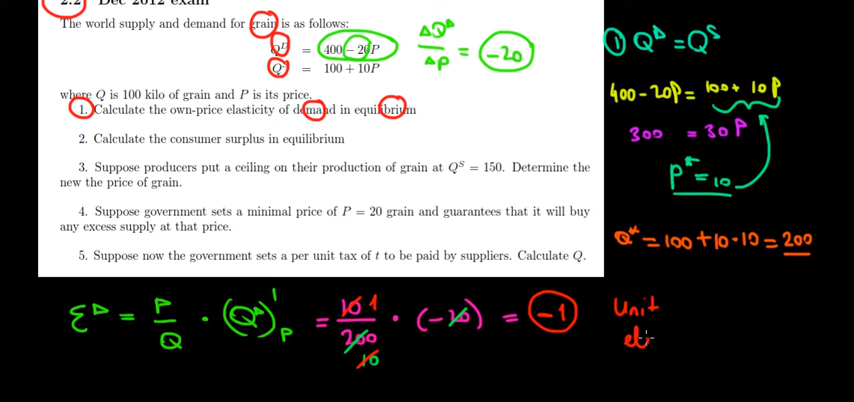 2.2 Dec 2012 exam
The world supply and demand for grain is as follows:
Q^D = 400 − 20P
Q^S = 100 + 10P
where Q is 100 kilo of grain and P is its price.
1. Calculate the own-price elasticity of demand in equilibrium
2. Calculate the consumer surplus in equilibrium
3. Suppose producers put a ceiling on their production of grain at Q^S = 150. Determine the
new the price of grain.
4. Suppose government sets a minimal price of P = 20 grain and guarantees that it will buy
any excess supply at that price.
5. Suppose now the government sets a per unit tax of t to be paid by suppliers. Calculate Q.
ΔQ^Δ / ΔP = -20
① Q^Δ = Q^S
400 - 20P = 100 + 10P
300 = 30P
P* = 10
Q* = 100 + 10 · 10 = 200
Ɛ^Δ = P / Q · (Q^Δ)'_P = 10 1 / 200 10 · (-20) = -1
Unit
el